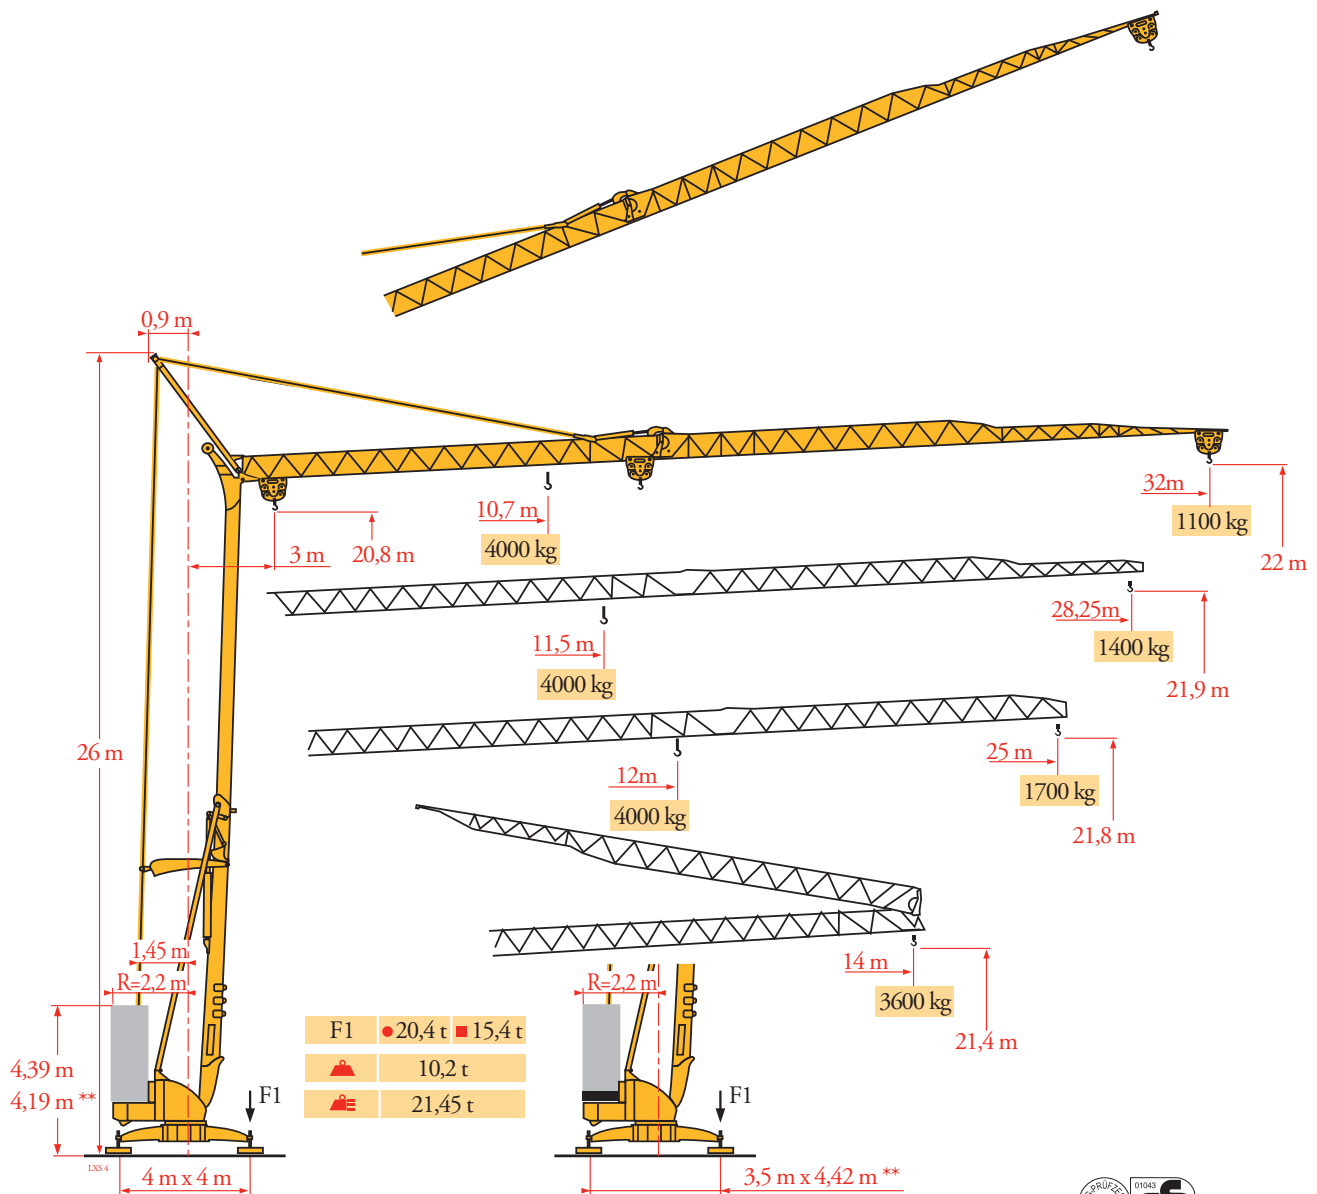 0,9 m
10,7 m
4000 kg
32m
1100 kg
3 m
20,8 m
22 m
11,5 m
4000 kg
28,25m
1400 kg
21,9 m
26 m
12m
4000 kg
25 m
1700 kg
21,8 m
1,45 m
R=2,2 m
R=2,2 m
14 m
3600 kg
21,4 m
F1 20,4 t 15,4 t
10,2 t
21,45 t
4,39 m
4,19 m **
F1
F1
LXS 4
4 m x 4 m
3,5 m x 4,42 m **
01043